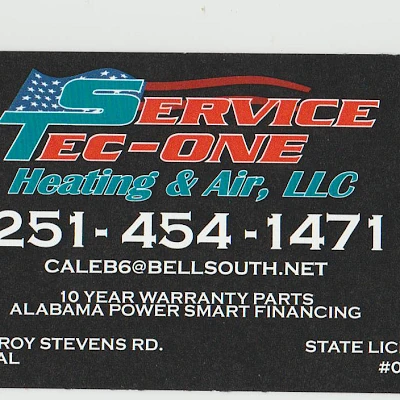 SERVICE
TEC-ONE
Heating & Air, LLC
251-454-1471
CALEB6@BELLSOUTH.NET
10 YEAR WARRANTY PARTS
ALABAMA POWER SMART FINANCING
ROY STEVENS RD.
STATE LIC
AL
#0